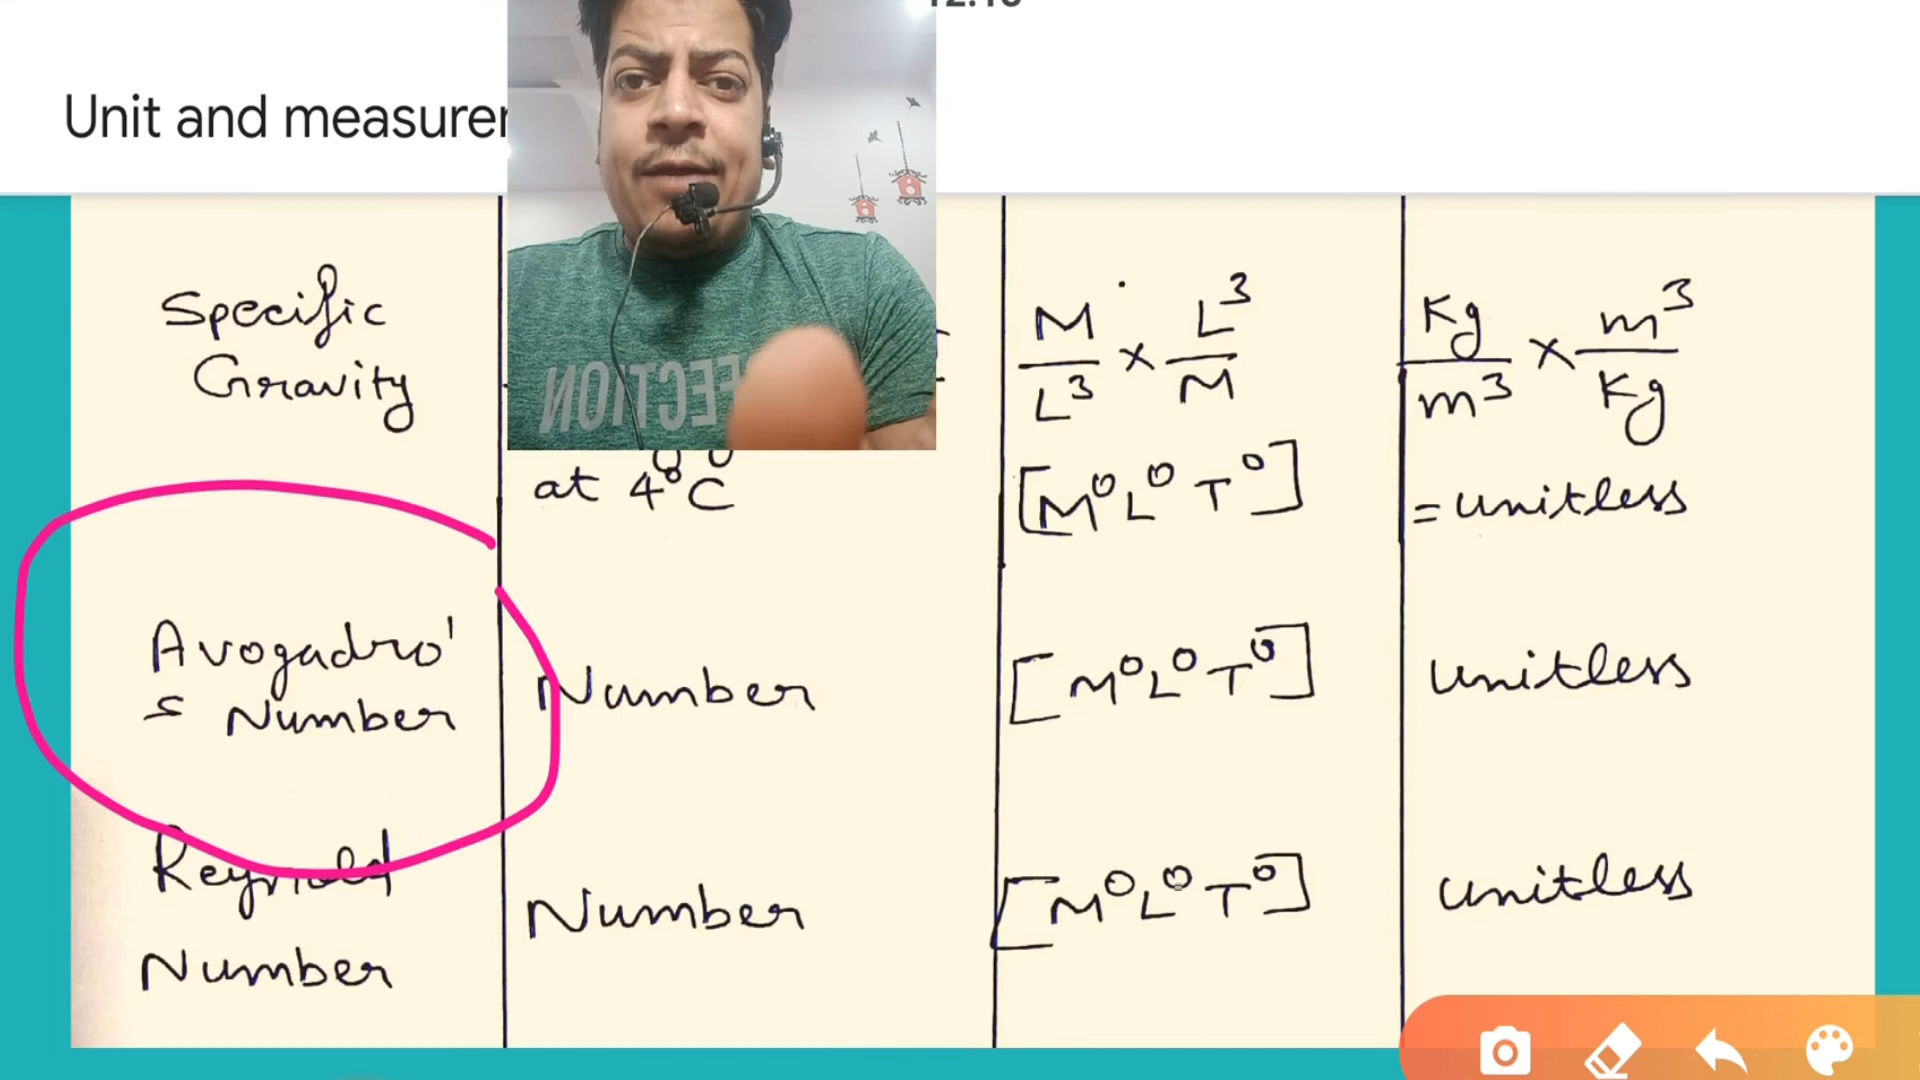 Unit and measurer
Specific
Gravity
at 4°C
M/L³ × L³/M
[M⁰L⁰T⁰]
Kg/m³ × m³/Kg
= unitless
Avogadro'
s Number
Number
[M⁰L⁰T⁰]
unitless
Reynold
Number
Number
[M⁰L⁰T⁰]
unitless